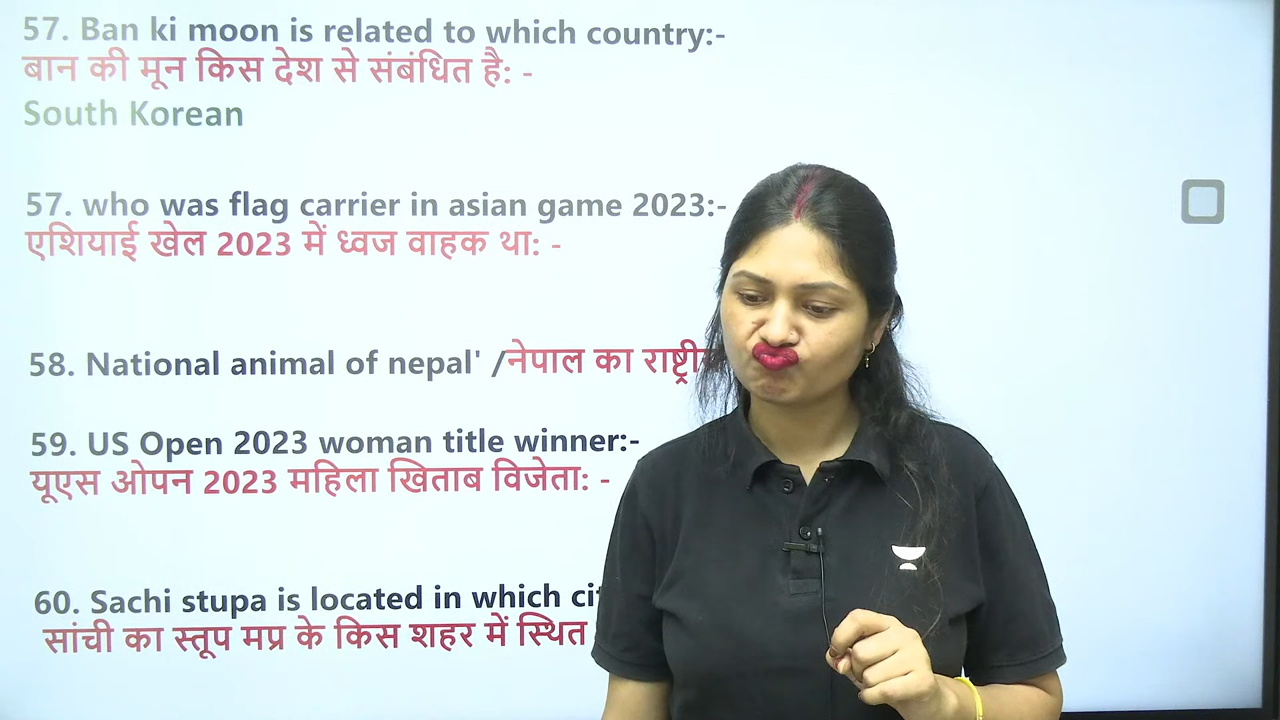 57. Ban ki moon is related to which country:-
बान की मून किस देश से संबंधित है: -
South Korean
57. who was flag carrier in asian game 2023:-
एशियाई खेल 2023 में ध्वज वाहक था: -
58. National animal of nepal' /नेपाल का
59. US Open 2023 woman title winner:-
यूएस ओपन 2023 महिला खिताब विजेता: -
60. Sachi stupa is located in which
सांची का स्तूप मप्र के किस शहर में स्थित